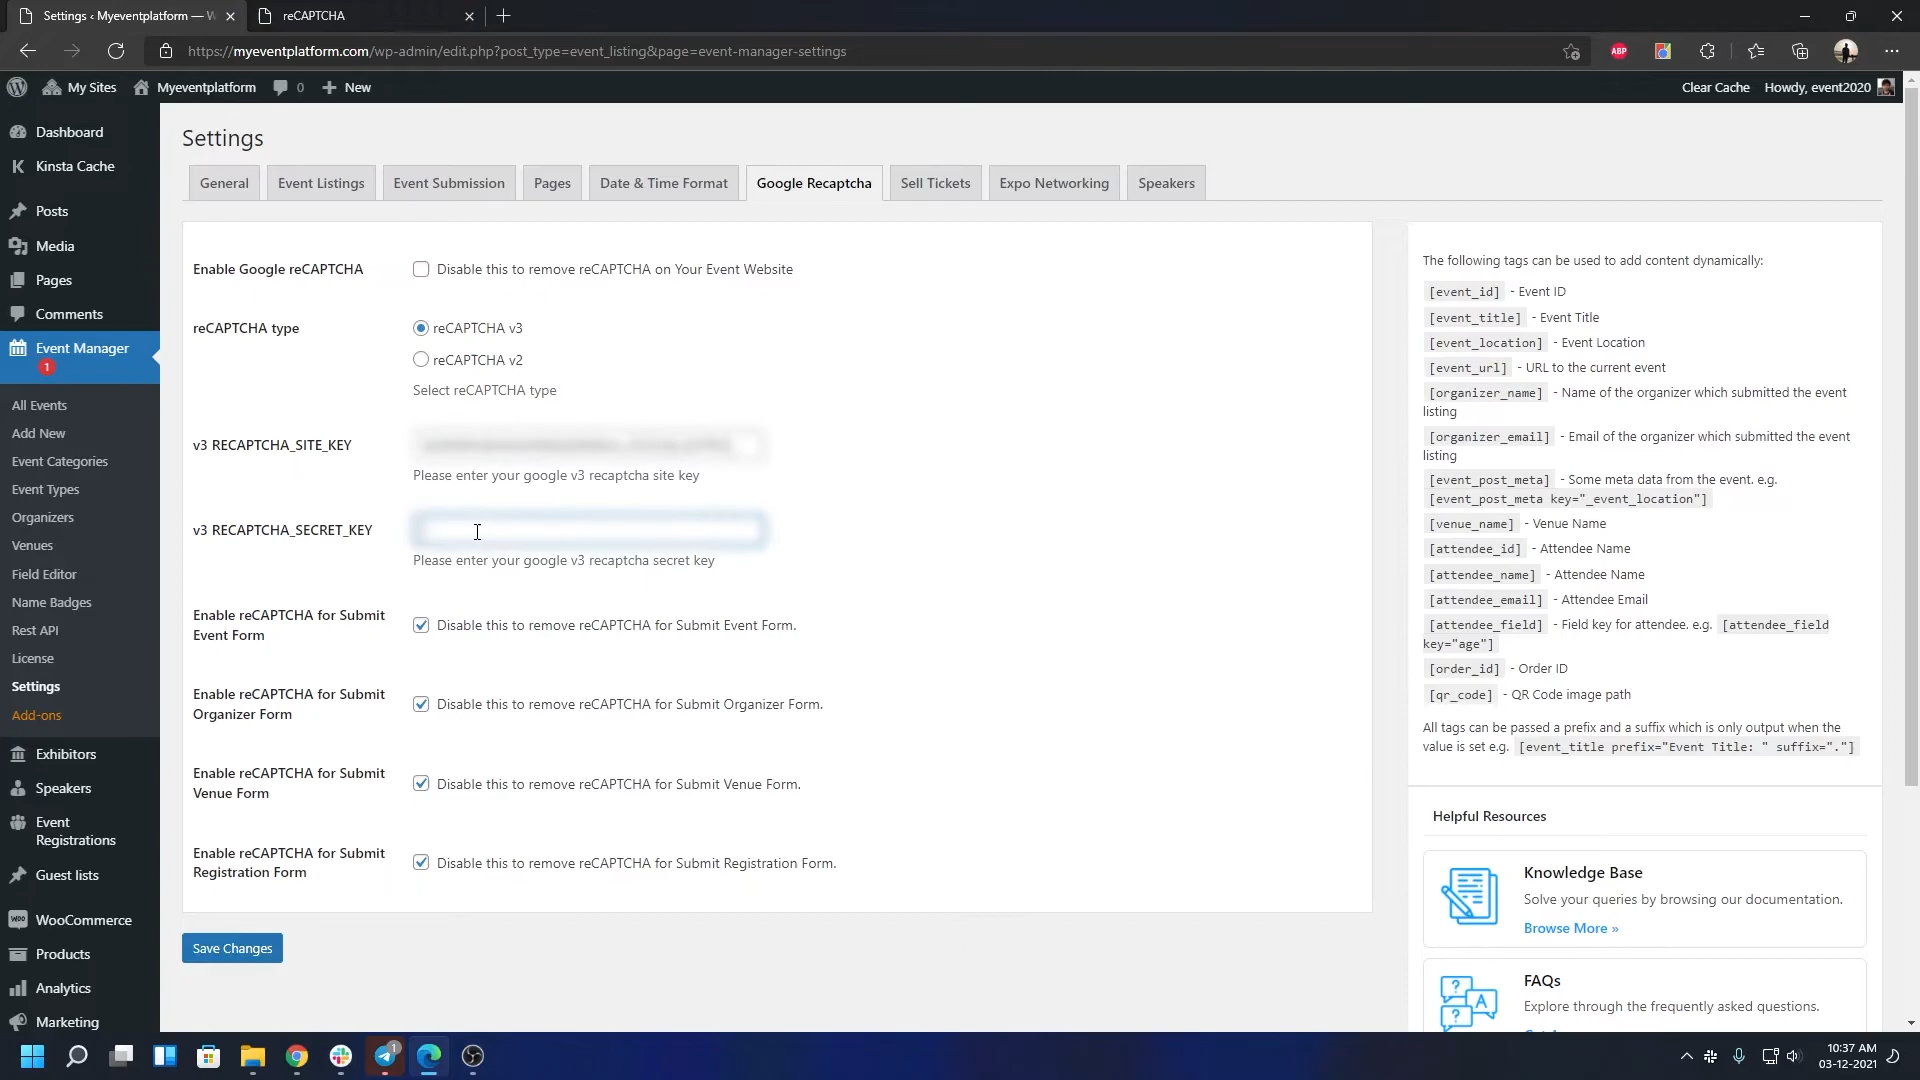 Settings ‹ Myeventplatform — W
reCAPTCHA
https://myeventplatform.com/wp-admin/edit.php?post_type=event_listing&page=event-manager-settings
ABP
My Sites
Myeventplatform
0
New
Clear Cache
Howdy, event2020
Dashboard
Kinsta Cache
Posts
Media
Pages
Comments
Event Manager
1
All Events
Add New
Event Categories
Event Types
Organizers
Venues
Field Editor
Name Badges
Rest API
License
Settings
Add-ons
Exhibitors
Speakers
Event
Registrations
Guest lists
WooCommerce
Products
Analytics
Marketing
Settings
General
Event Listings
Event Submission
Pages
Date & Time Format
Google Recaptcha
Sell Tickets
Expo Networking
Speakers
Enable Google reCAPTCHA
Disable this to remove reCAPTCHA on Your Event Website
reCAPTCHA type
reCAPTCHA v3
reCAPTCHA v2
Select reCAPTCHA type
v3 RECAPTCHA_SITE_KEY
Please enter your google v3 recaptcha site key
v3 RECAPTCHA_SECRET_KEY
Please enter your google v3 recaptcha secret key
Enable reCAPTCHA for Submit
Event Form
Disable this to remove reCAPTCHA for Submit Event Form.
Enable reCAPTCHA for Submit
Organizer Form
Disable this to remove reCAPTCHA for Submit Organizer Form.
Enable reCAPTCHA for Submit
Venue Form
Disable this to remove reCAPTCHA for Submit Venue Form.
Enable reCAPTCHA for Submit
Registration Form
Disable this to remove reCAPTCHA for Submit Registration Form.
Save Changes
The following tags can be used to add content dynamically:
[event_id] - Event ID
[event_title] - Event Title
[event_location] - Event Location
[event_url] - URL to the current event
[organizer_name] - Name of the organizer which submitted the event
listing
[organizer_email] - Email of the organizer which submitted the event
listing
[event_post_meta] - Some meta data from the event. e.g.
[event_post_meta key="_event_location"]
[venue_name] - Venue Name
[attendee_id] - Attendee Name
[attendee_name] - Attendee Name
[attendee_email] - Attendee Email
[attendee_field] - Field key for attendee. e.g. [attendee_field
key="age"]
[order_id] - Order ID
[qr_code] - QR Code image path
All tags can be passed a prefix and a suffix which is only output when the
value is set e.g. [event_title prefix="Event Title: " suffix="."]
Helpful Resources
Knowledge Base
Solve your queries by browsing our documentation.
Browse More »
FAQs
Explore through the frequently asked questions.
1
10:37 AM
03-12-2021